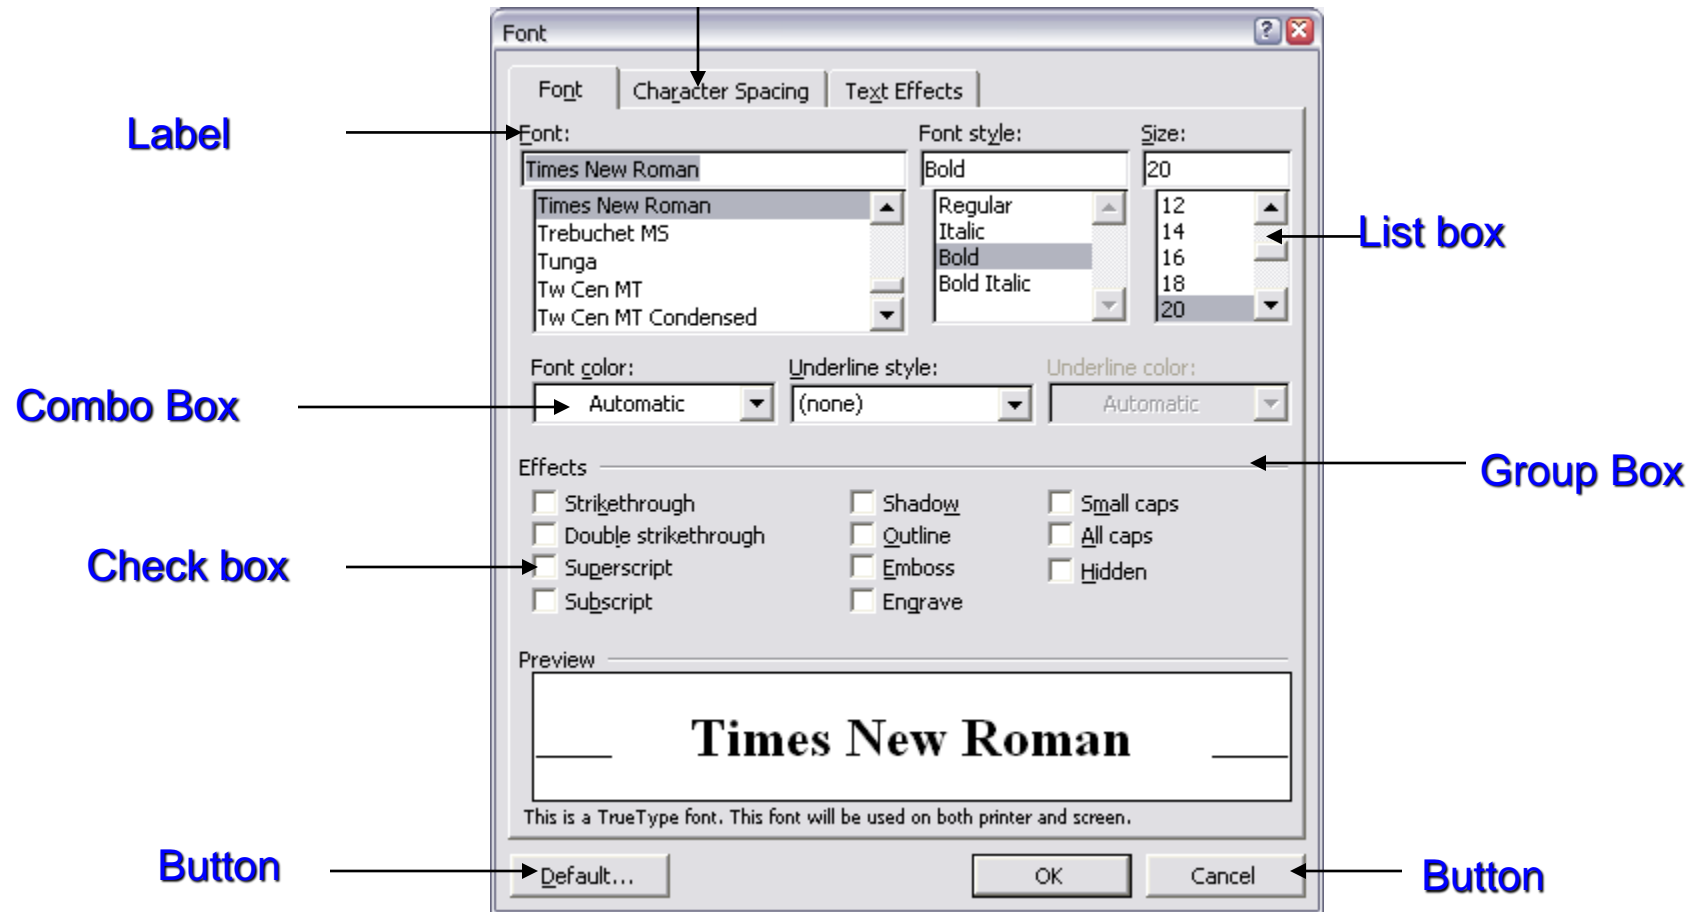 Font
Font Character Spacing Text Effects
Label
Font: Font style: Size:
Times New Roman Bold 20
Times New Roman Regular 12
Trebuchet MS Italic 14
Tunga Bold 16
Tw Cen MT Bold Italic 18
Tw Cen MT Condensed 20
List box
Font color: Underline style: Underline color:
Combo Box
Automatic (none) Automatic
Effects
Group Box
Strikethrough Shadow Small caps
Double strikethrough Outline All caps
Check box
Superscript Emboss Hidden
Subscript Engrave
Preview
Times New Roman
This is a TrueType font. This font will be used on both printer and screen.
Button
Default... OK Cancel
Button